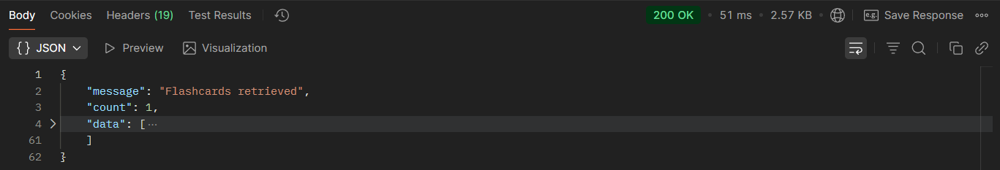 Body Cookies Headers (19) Test Results 200 OK • 51 ms • 2.57 KB • e.g. Save Response
{} JSON Preview Visualization
1 {
2 "message": "Flashcards retrieved",
3 "count": 1,
4 "data": [...
61 ]
62 }